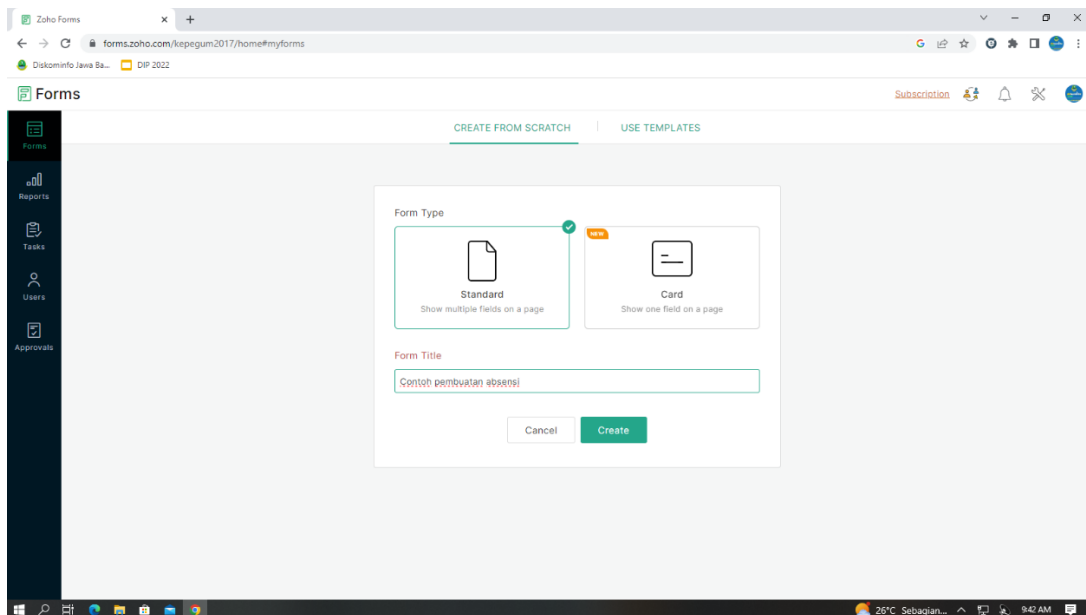 Zoho Forms
forms.zoho.com/kepegum2017/home#myforms
Diskominfo Jawa Ba... DIP 2022
Forms
Subscription
CREATE FROM SCRATCH USE TEMPLATES
Forms
Reports
Tasks
Users
Approvals
Form Type
NEW
Standard
Show multiple fields on a page
Card
Show one field on a page
Form Title
Contoh pembuatan absensi
Cancel Create
26°C Sebagian... 9:42 AM